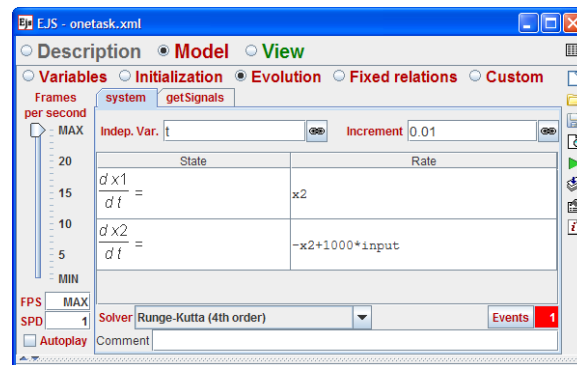 EJS - onetask.xml
Description Model View
Variables Initialization Evolution Fixed relations Custom
Frames
per second
MAX
20
15
10
5
MIN
FPS MAX
SPD 1
Autoplay
system getSignals
Indep. Var. t Increment 0.01
State Rate
d x1
d t = x2
d x2
d t = -x2+1000*input
Solver Runge-Kutta (4th order) Events 1
Comment